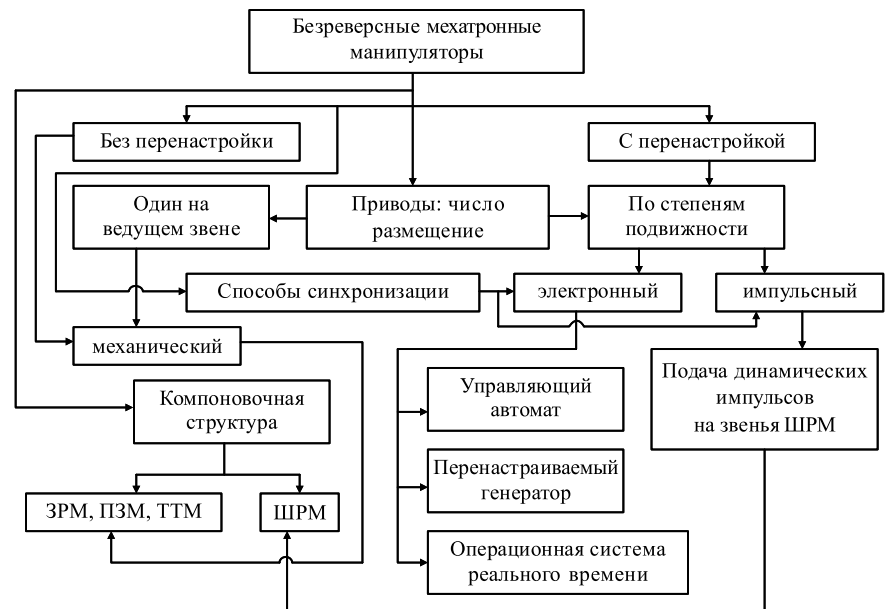 Безреверсные мехатронные
манипуляторы
Без перенастройки
С перенастройкой
Один на
ведущем звене
Приводы: число
размещение
По степеням
подвижности
Способы синхронизации
электронный
импульсный
механический
Компоновочная
структура
Управляющий
автомат
Подача динамических
импульсов
на звенья ШРМ
Перенастраиваемый
генератор
ЗРМ, ПЗМ, ТТМ
ШРМ
Операционная система
реального времени